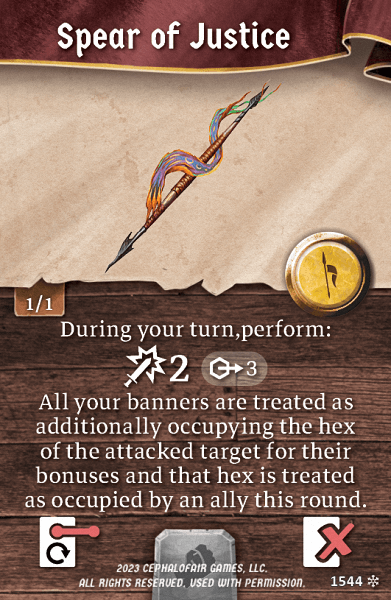 Spear of Justice
1/1
During your turn,perform:
2 3
All your banners are treated as
additionally occupying the hex
of the attacked target for their
bonuses and that hex is treated
as occupied by an ally this round.
2023 CEPHALOFAIR GAMES, LLC.
ALL RIGHTS RESERVED. USED WITH PERMISSION.
1544